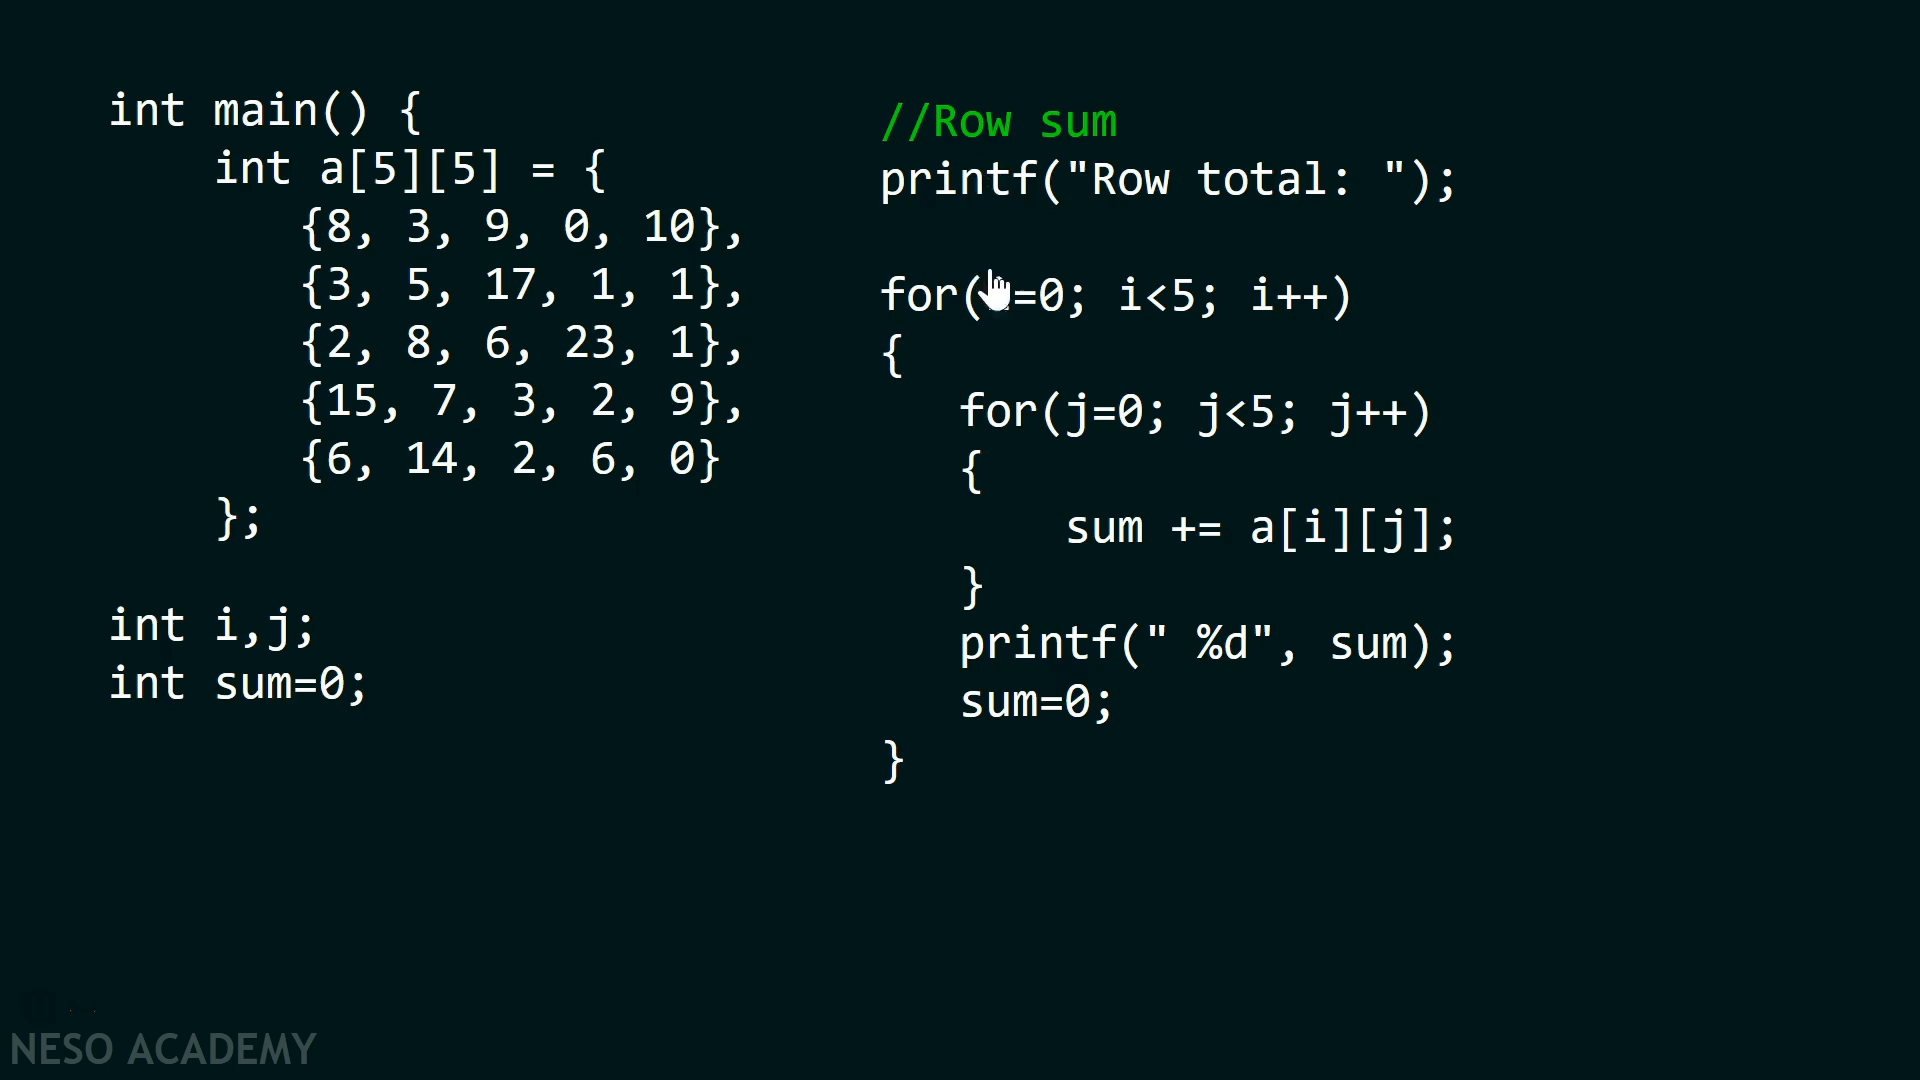 int main() {
int a[5][5] = {
{8, 3, 9, 0, 10},
{3, 5, 17, 1, 1},
{2, 8, 6, 23, 1},
{15, 7, 3, 2, 9},
{6, 14, 2, 6, 0}
};
int i,j;
int sum=0;
//Row sum
printf("Row total: ");
for( =0; i<5; i++)
{
for(j=0; j<5; j++)
{
sum += a[i][j];
}
printf(" %d", sum);
sum=0;
}
NESO ACADEMY